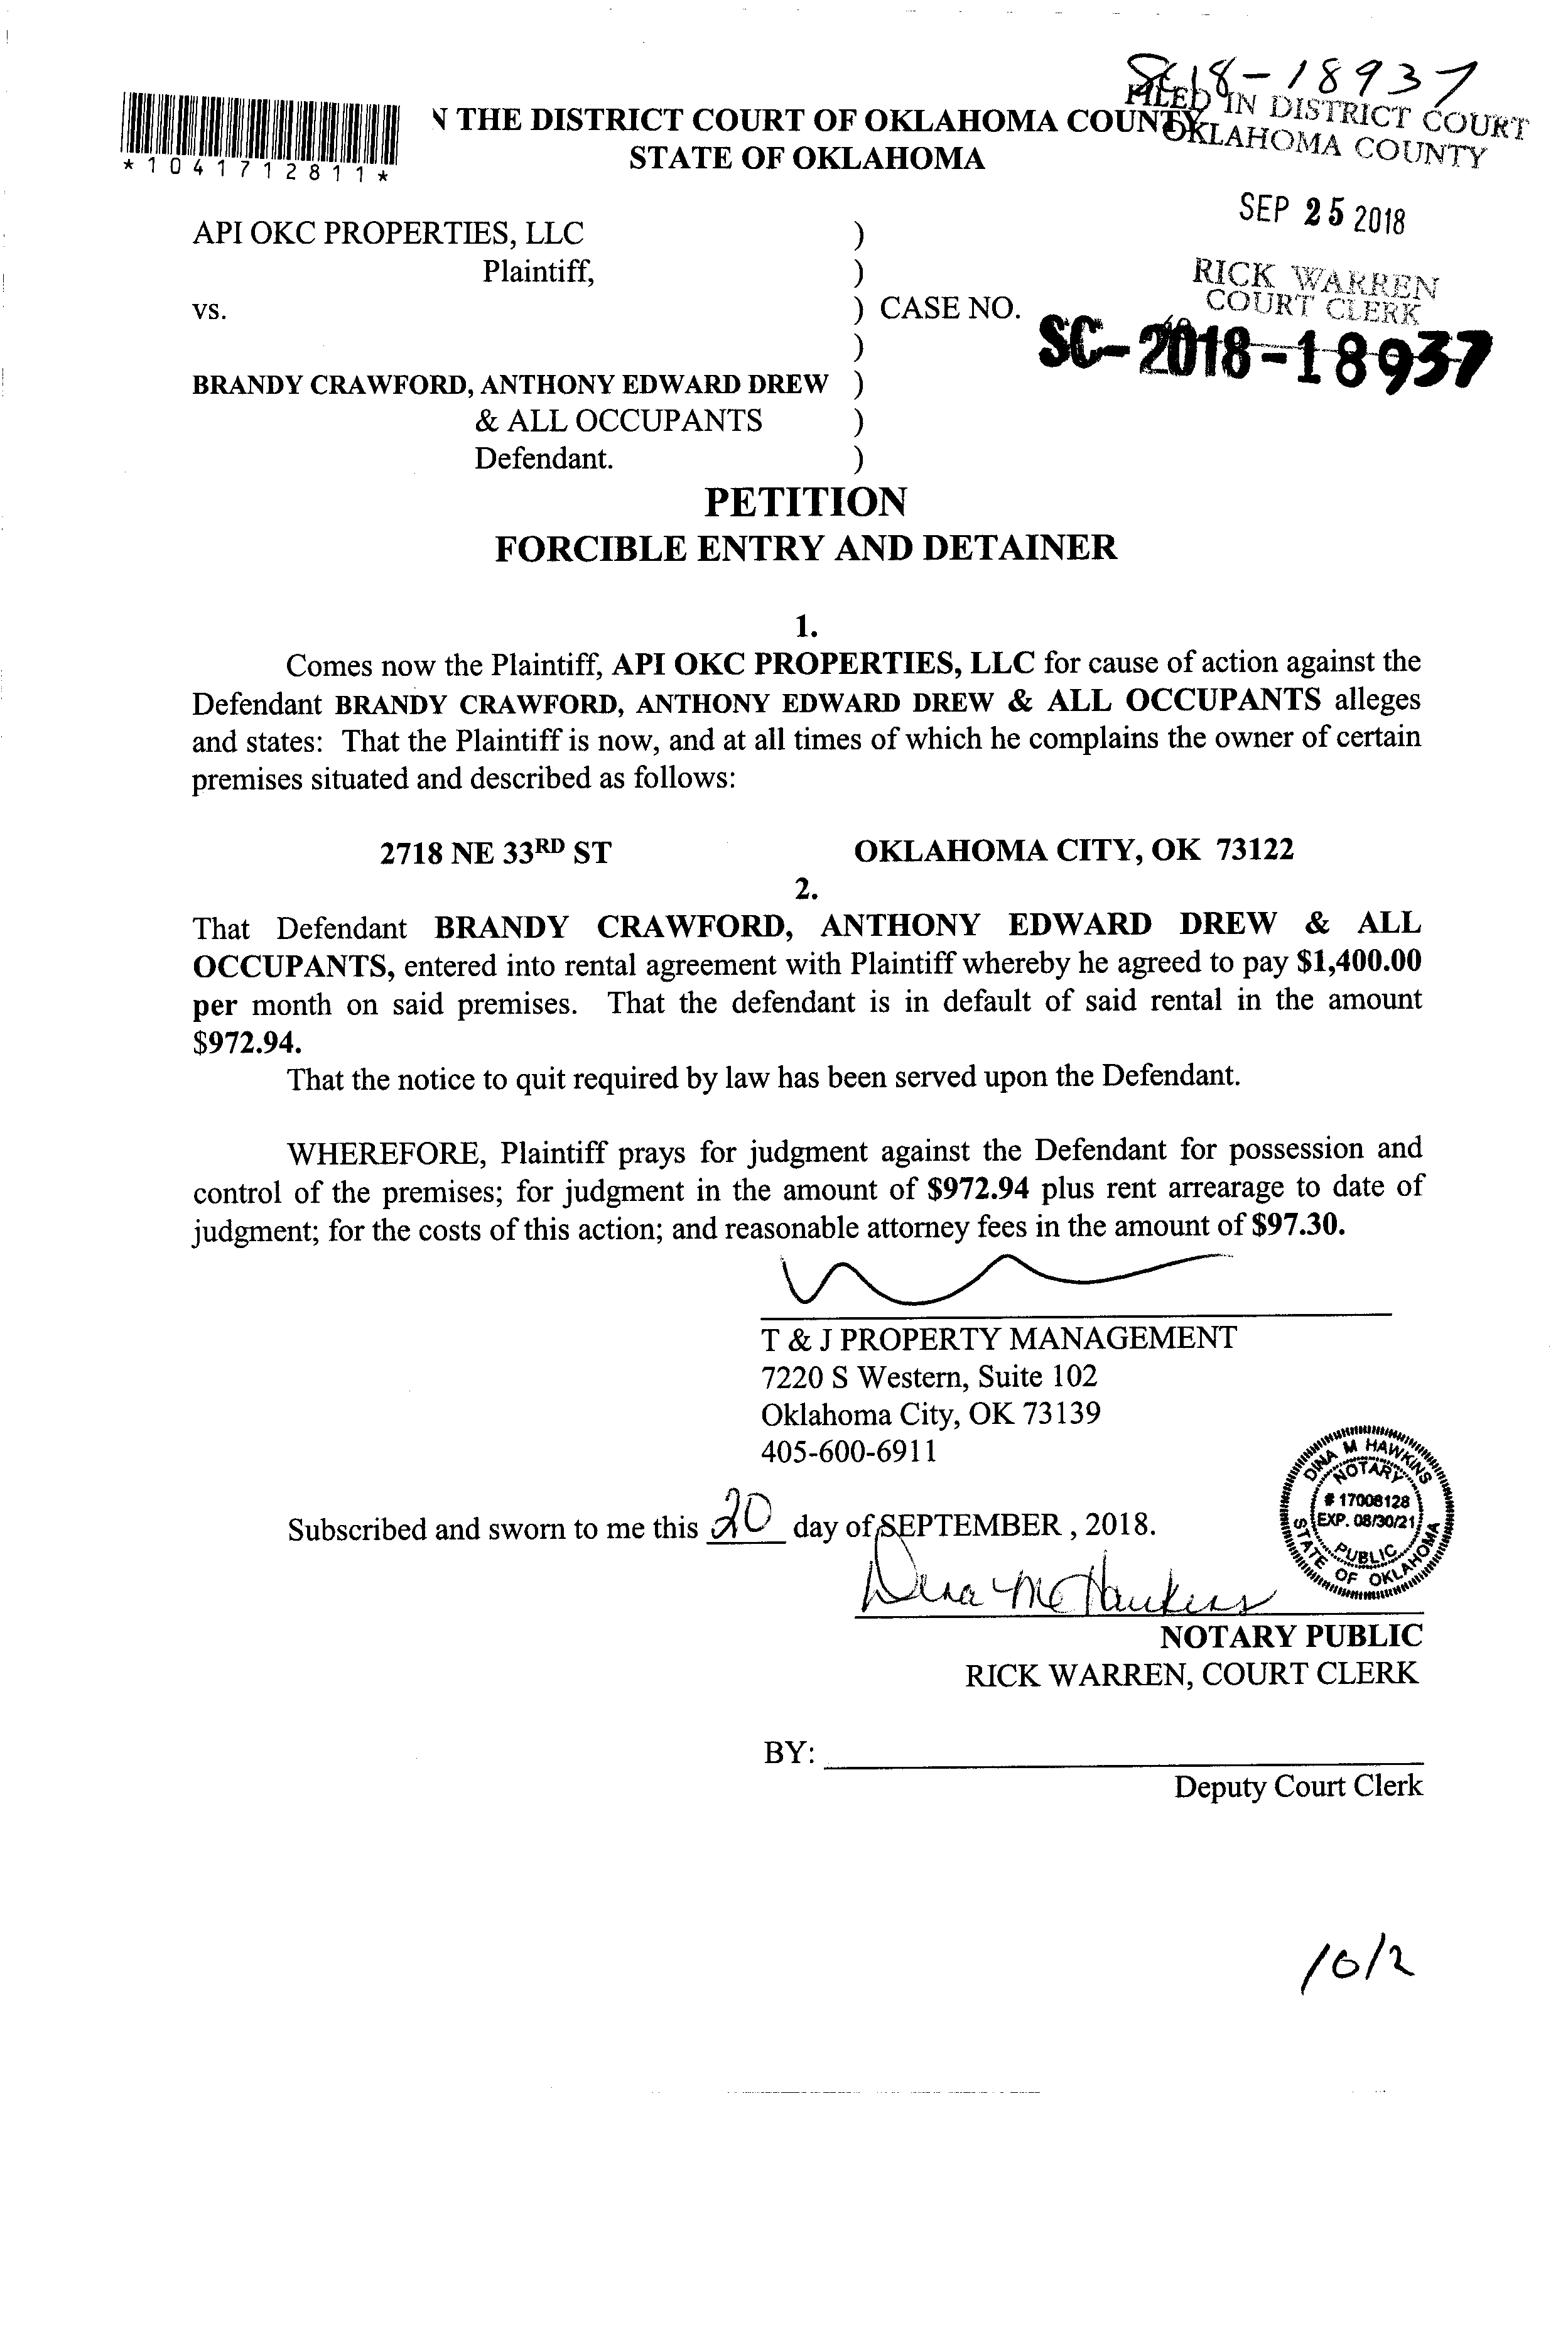 SC18-18937
FILED IN DISTRICT COURT
OKLAHOMA COUNTY
*1041712811*
N THE DISTRICT COURT OF OKLAHOMA COUNTY
STATE OF OKLAHOMA
SEP 25 2018
RICK WARREN
COURT CLERK
API OKC PROPERTIES, LLC )
Plaintiff, )
vs. ) CASE NO. SC-2018-18937
)
BRANDY CRAWFORD, ANTHONY EDWARD DREW )
& ALL OCCUPANTS )
Defendant. )
PETITION
FORCIBLE ENTRY AND DETAINER
1.
Comes now the Plaintiff, API OKC PROPERTIES, LLC for cause of action against the
Defendant BRANDY CRAWFORD, ANTHONY EDWARD DREW & ALL OCCUPANTS alleges
and states: That the Plaintiff is now, and at all times of which he complains the owner of certain
premises situated and described as follows:
2718 NE 33RD ST OKLAHOMA CITY, OK 73122
2.
That Defendant BRANDY CRAWFORD, ANTHONY EDWARD DREW & ALL
OCCUPANTS, entered into rental agreement with Plaintiff whereby he agreed to pay $1,400.00
per month on said premises. That the defendant is in default of said rental in the amount
$972.94.
That the notice to quit required by law has been served upon the Defendant.
WHEREFORE, Plaintiff prays for judgment against the Defendant for possession and
control of the premises; for judgment in the amount of $972.94 plus rent arrearage to date of
judgment; for the costs of this action; and reasonable attorney fees in the amount of $97.30.
T & J PROPERTY MANAGEMENT
7220 S Western, Suite 102
Oklahoma City, OK 73139
405-600-6911
DINA M HAWKINS
NOTARY
# 17008128
EXP. 08/30/21
PUBLIC
STATE OF OKLAHOMA
Subscribed and sworn to me this 20 day of SEPTEMBER , 2018.
Dina M Hawkins
NOTARY PUBLIC
RICK WARREN, COURT CLERK
BY:
Deputy Court Clerk
10/2